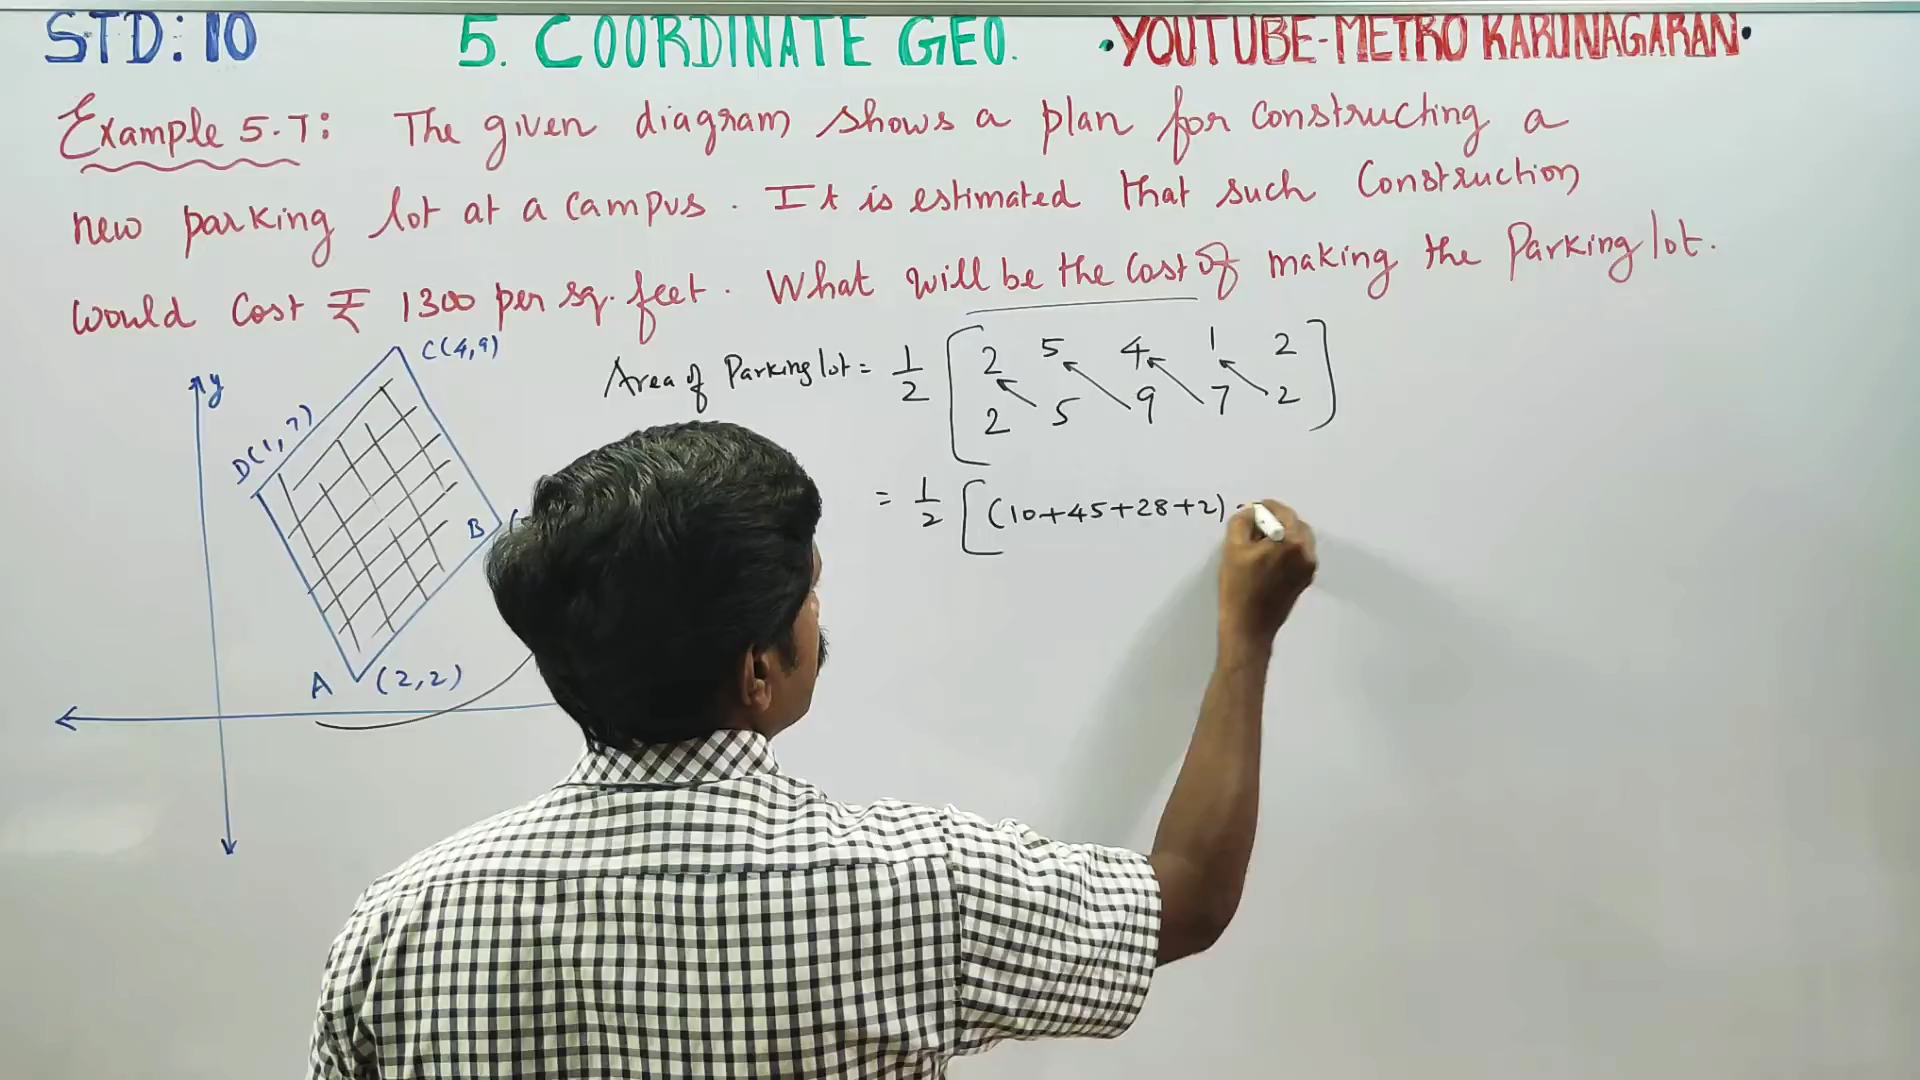 STD: 10 5. COORDINATE GEO. •YOUTUBE-METRO KARUNAGARAN•
Example 5.7: The given diagram shows a plan for constructing a
new parking lot at a campus. It is estimated that such construction
would cost ₹ 1300 per sq. feet. What will be the cost of making the Parking lot.
y
C(4,9)
D(1,7)
B (
A (2,2)
Area of Parking lot = 1/2 [ 2 5 4 1 2
2 5 9 7 2 ]
= 1/2 [ (10+45+28+2) -